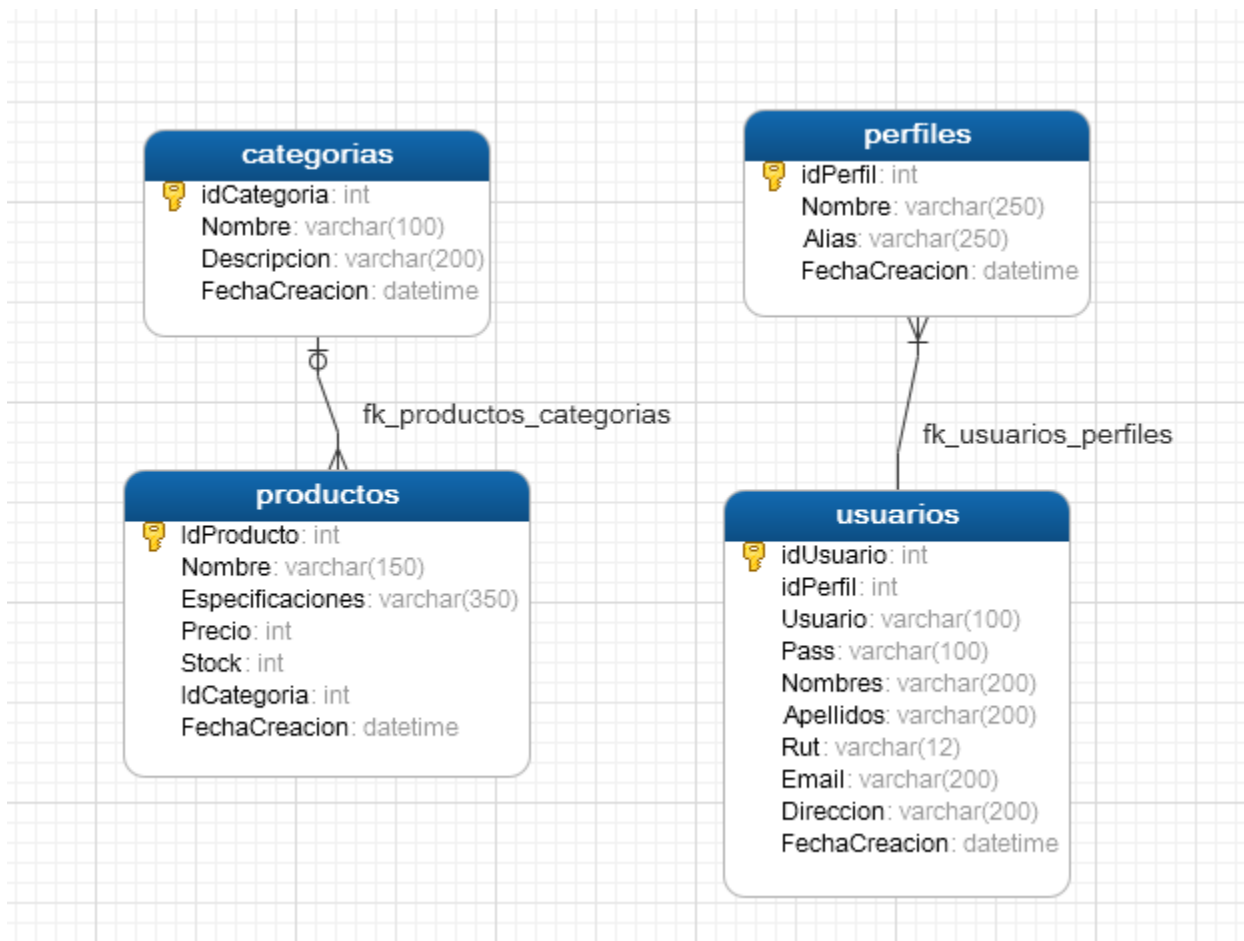 categorias
idCategoria: int
Nombre: varchar(100)
Descripcion: varchar(200)
FechaCreacion: datetime
fk_productos_categorias
productos
IdProducto: int
Nombre: varchar(150)
Especificaciones: varchar(350)
Precio: int
Stock: int
IdCategoria: int
FechaCreacion: datetime
perfiles
idPerfil: int
Nombre: varchar(250)
Alias: varchar(250)
FechaCreacion: datetime
fk_usuarios_perfiles
usuarios
idUsuario: int
idPerfil: int
Usuario: varchar(100)
Pass: varchar(100)
Nombres: varchar(200)
Apellidos: varchar(200)
Rut: varchar(12)
Email: varchar(200)
Direccion: varchar(200)
FechaCreacion: datetime